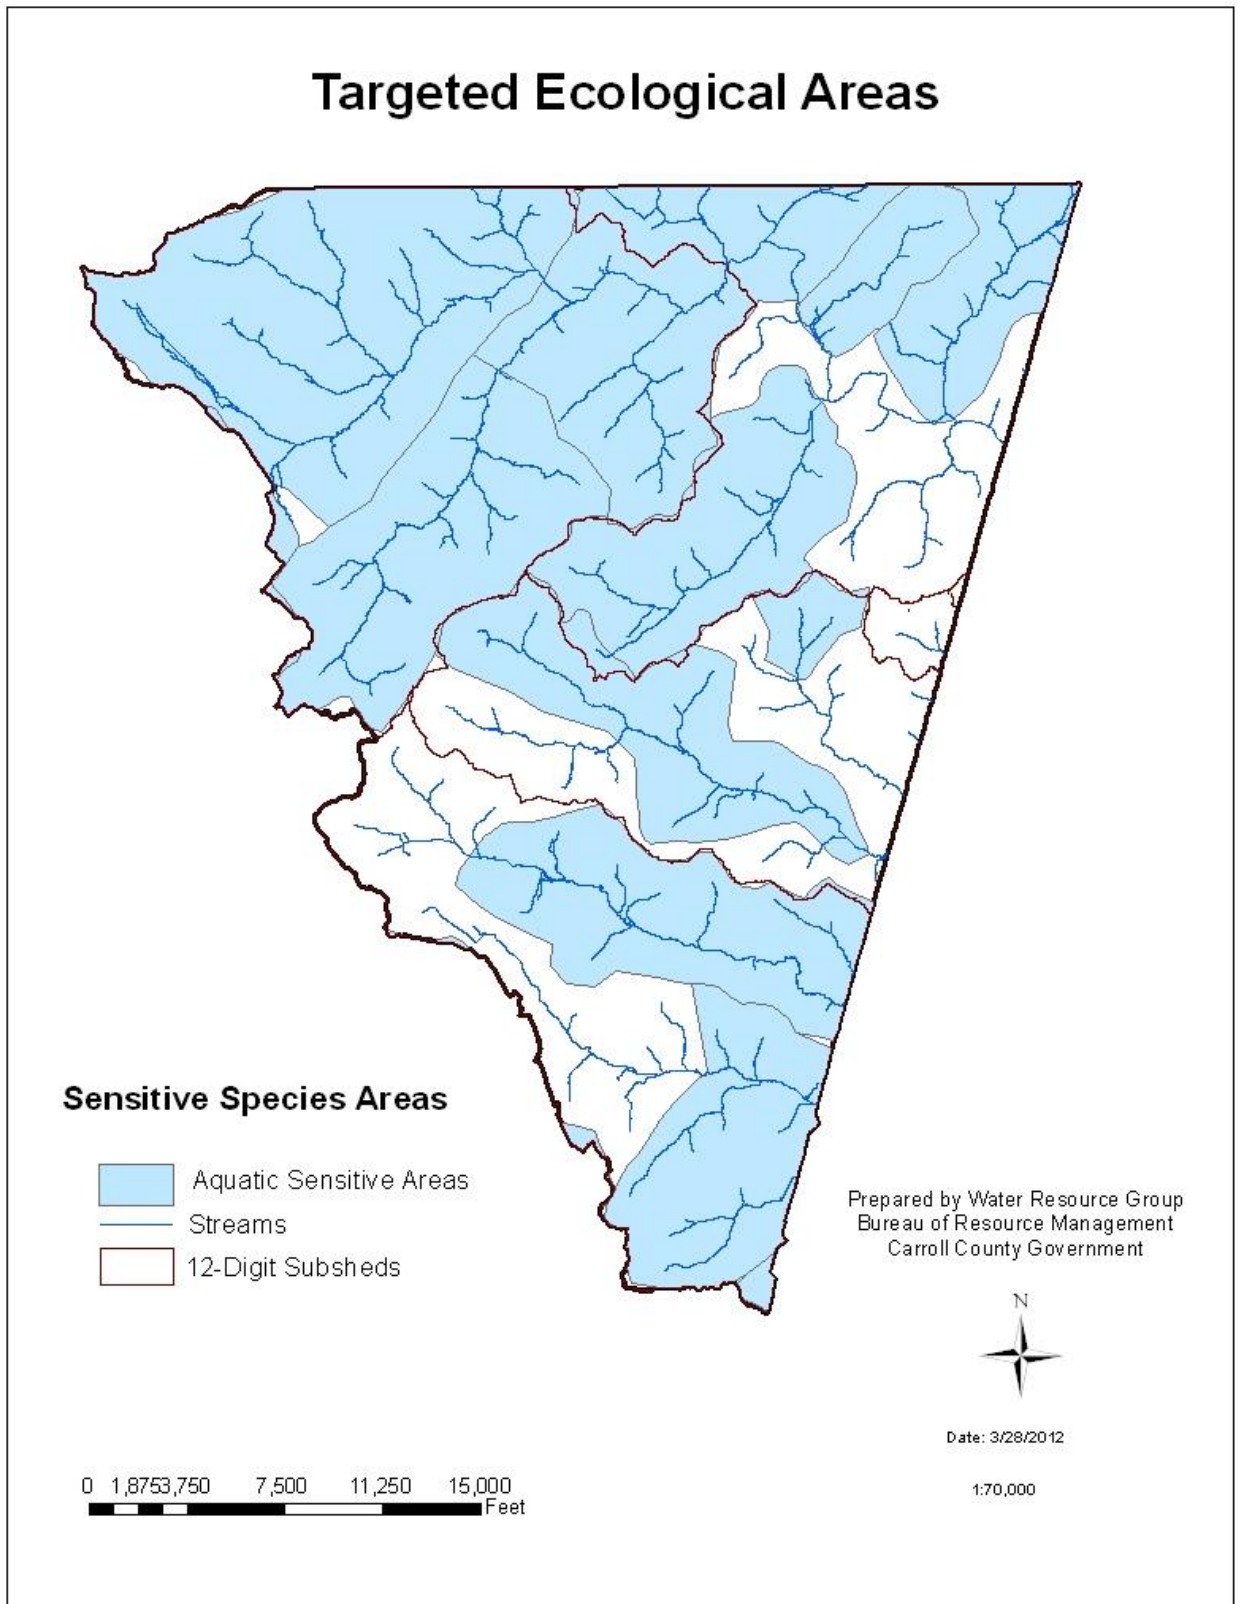 Targeted Ecological Areas
Sensitive Species Areas
Aquatic Sensitive Areas
Streams
12-Digit Subsheds
Prepared by Water Resource Group
Bureau of Resource Management
Carroll County Government
N
Date: 3/28/2012
1:70,000
0 1,8753,750 7,500 11,250 15,000
Feet